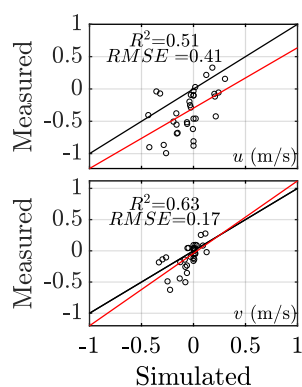 1
0.5
0
-0.5
-1
Measured
R²=0.51
RMSE =0.41
u (m/s)
1
0.5
0
-0.5
-1
Measured
R²=0.63
RMSE =0.17
v (m/s)
-1 -0.5 0 0.5 1
Simulated